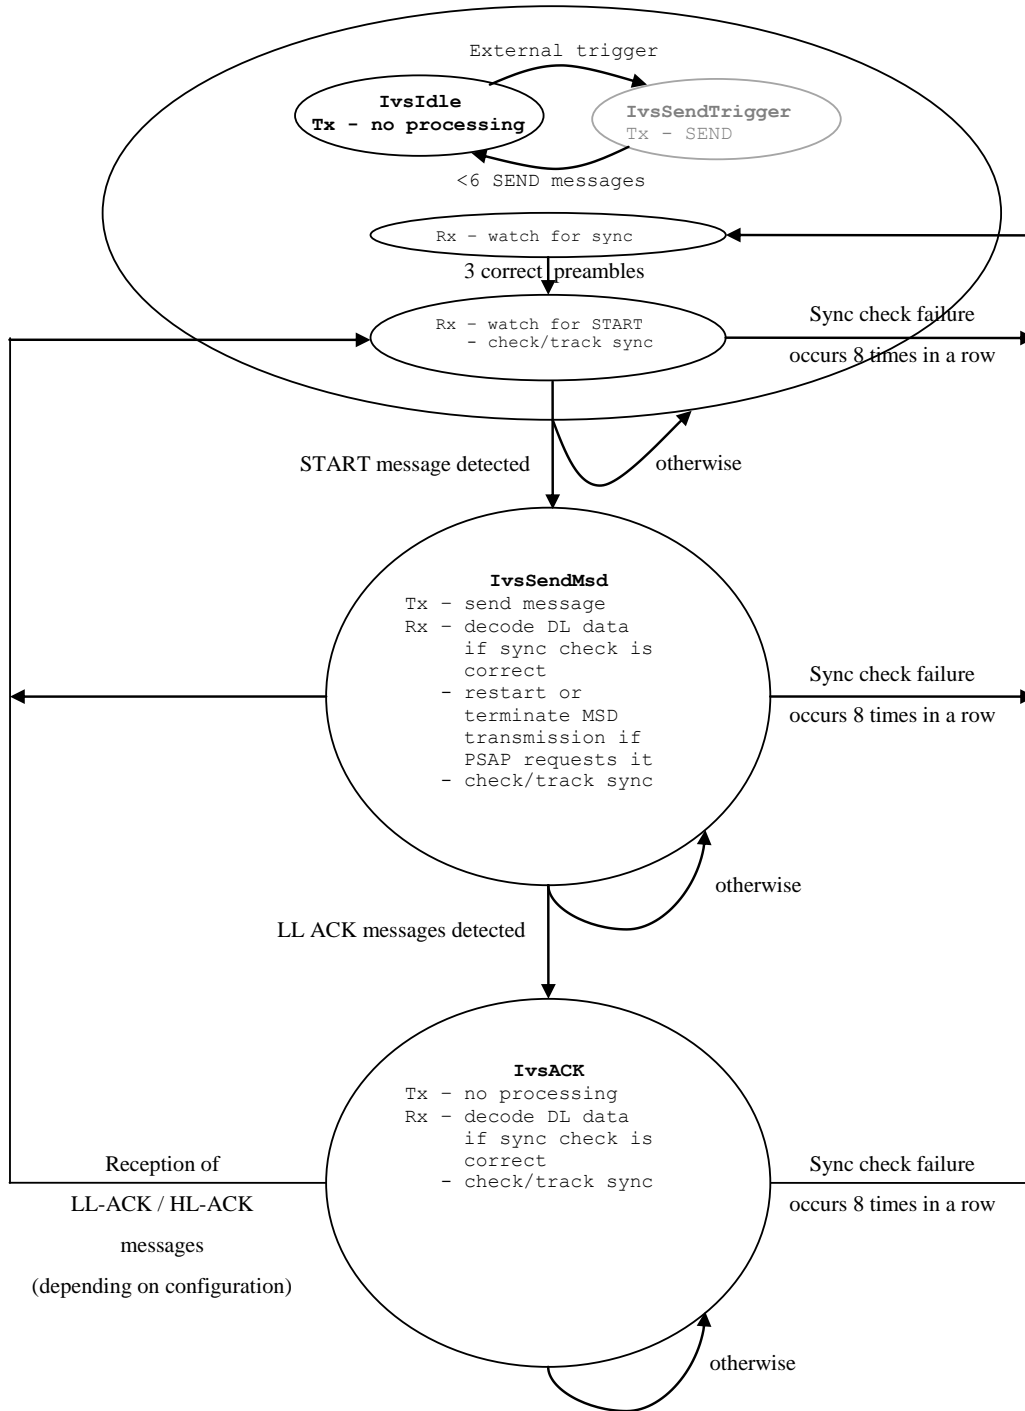 External trigger
IvsIdle
Tx - no processing
IvsSendTrigger
Tx – SEND
<6 SEND messages
Rx – watch for sync
3 correct preambles
Rx – watch for START
- check/track sync
Sync check failure
occurs 8 times in a row
START message detected
otherwise
IvsSendMsd
Tx – send message
Rx – decode DL data
if sync check is
correct
- restart or
terminate MSD
transmission if
PSAP requests it
- check/track sync
Sync check failure
occurs 8 times in a row
otherwise
LL ACK messages detected
IvsACK
Tx – no processing
Rx – decode DL data
if sync check is
correct
- check/track sync
Reception of
LL-ACK / HL-ACK
messages
(depending on configuration)
Sync check failure
occurs 8 times in a row
otherwise